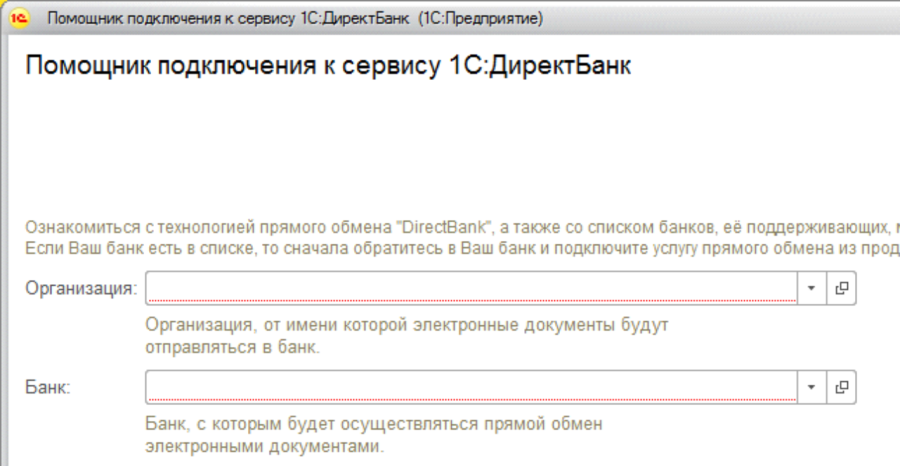 1С Помощник подключения к сервису 1С:ДиректБанк (1С:Предприятие)
Помощник подключения к сервису 1С:ДиректБанк
Ознакомиться с технологией прямого обмена "DirectBank", а также со списком банков, её поддерживающих,
Если Ваш банк есть в списке, то сначала обратитесь в Ваш банк и подключите услугу прямого обмена из
Организация:
Организация, от имени которой электронные документы будут
отправляться в банк.
Банк:
Банк, с которым будет осуществляться прямой обмен
электронными документами.